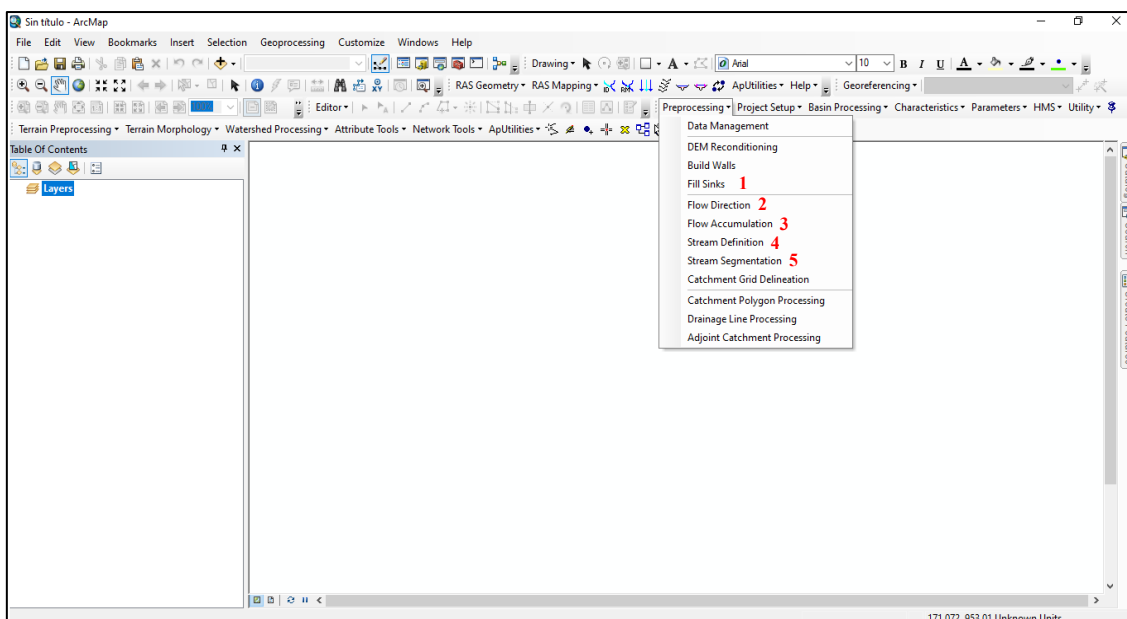 Sin título - ArcMap
File Edit View Bookmarks Insert Selection Geoprocessing Customize Windows Help
Drawing A Arial 10 B I U A
RAS Geometry RAS Mapping ApUtilities Help Georeferencing
Editor Preprocessing Project Setup Basin Processing Characteristics Parameters HMS Utility
Terrain Preprocessing Terrain Morphology Watershed Processing Attribute Tools Network Tools ApUtilities
Table Of Contents
Layers
Data Management
DEM Reconditioning
Build Walls
Fill Sinks 1
Flow Direction 2
Flow Accumulation 3
Stream Definition 4
Stream Segmentation 5
Catchment Grid Delineation
Catchment Polygon Processing
Drainage Line Processing
Adjoint Catchment Processing
171,072 953,01 Unknown Units